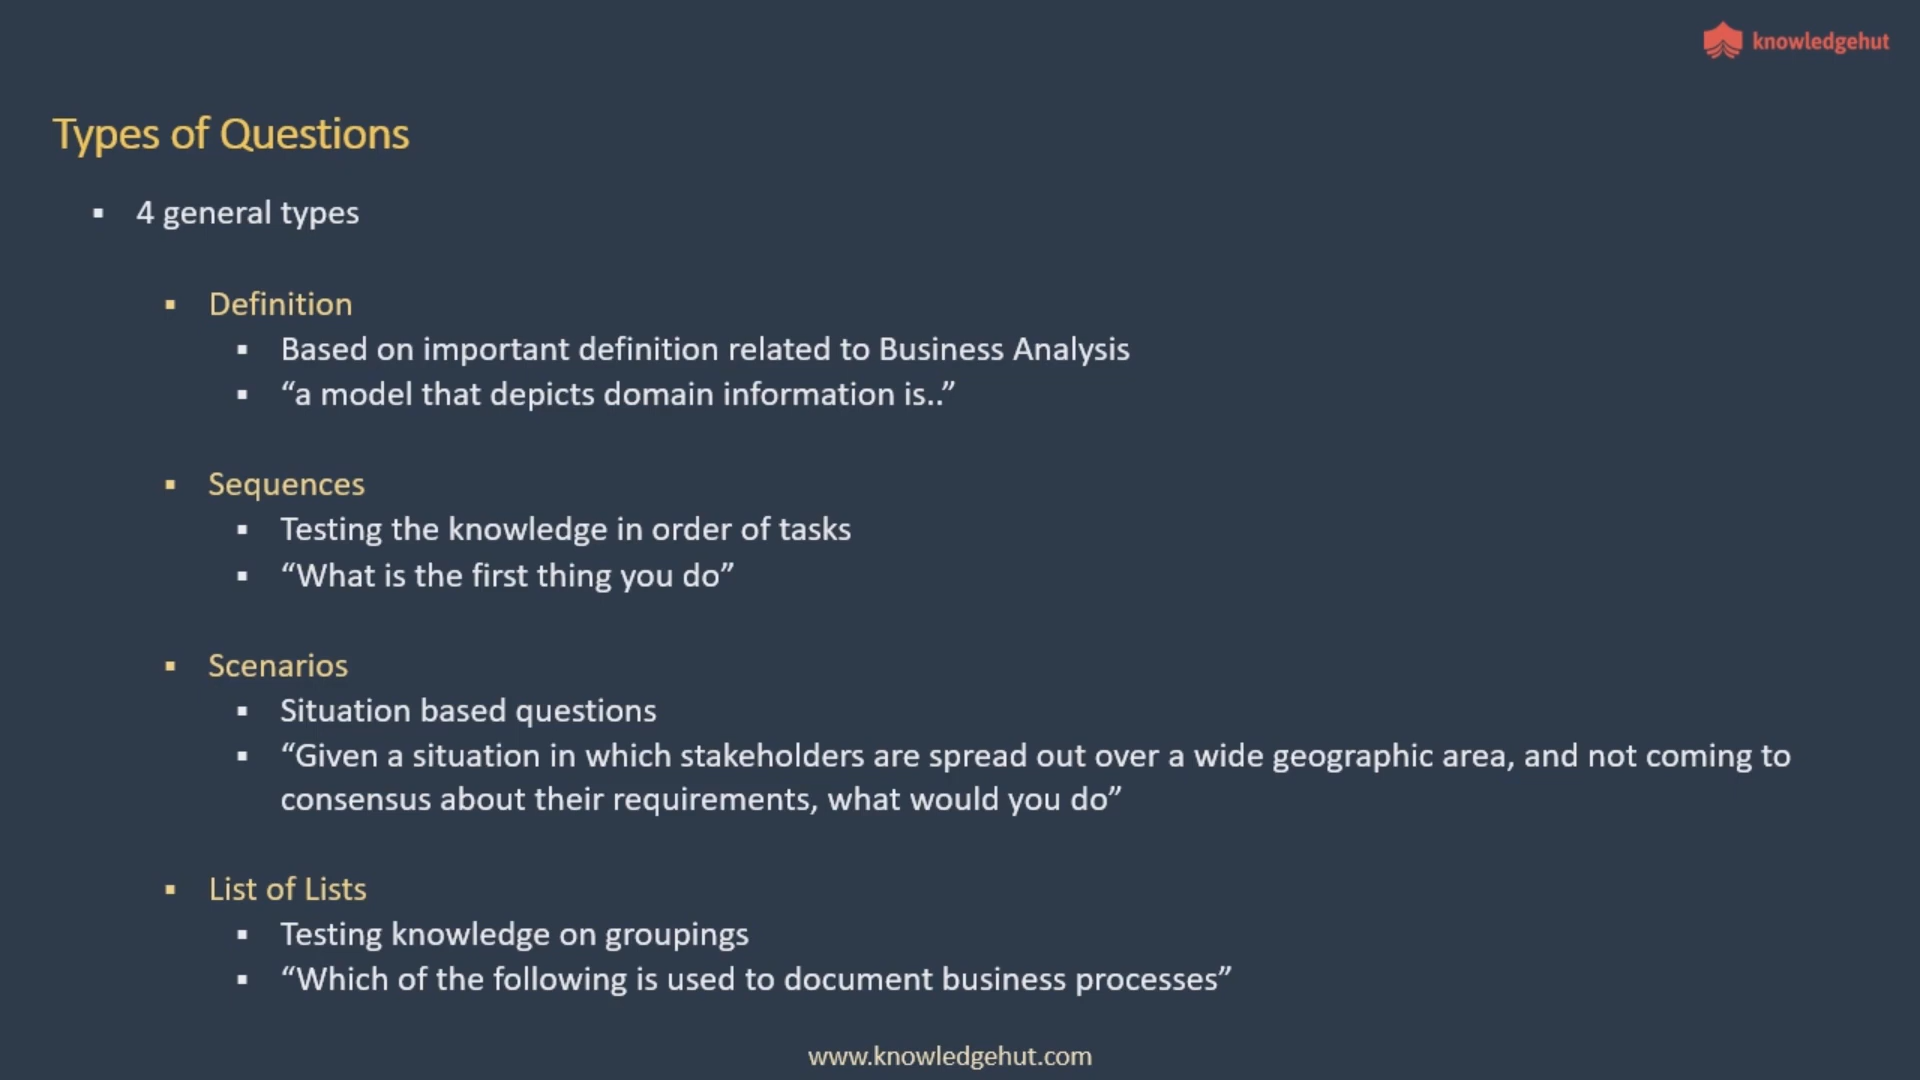 knowledgehut
Types of Questions
▪ 4 general types
▪ Definition
▪ Based on important definition related to Business Analysis
▪ “a model that depicts domain information is..”
▪ Sequences
▪ Testing the knowledge in order of tasks
▪ “What is the first thing you do”
▪ Scenarios
▪ Situation based questions
▪ “Given a situation in which stakeholders are spread out over a wide geographic area, and not coming to
consensus about their requirements, what would you do”
▪ List of Lists
▪ Testing knowledge on groupings
▪ “Which of the following is used to document business processes”
www.knowledgehut.com